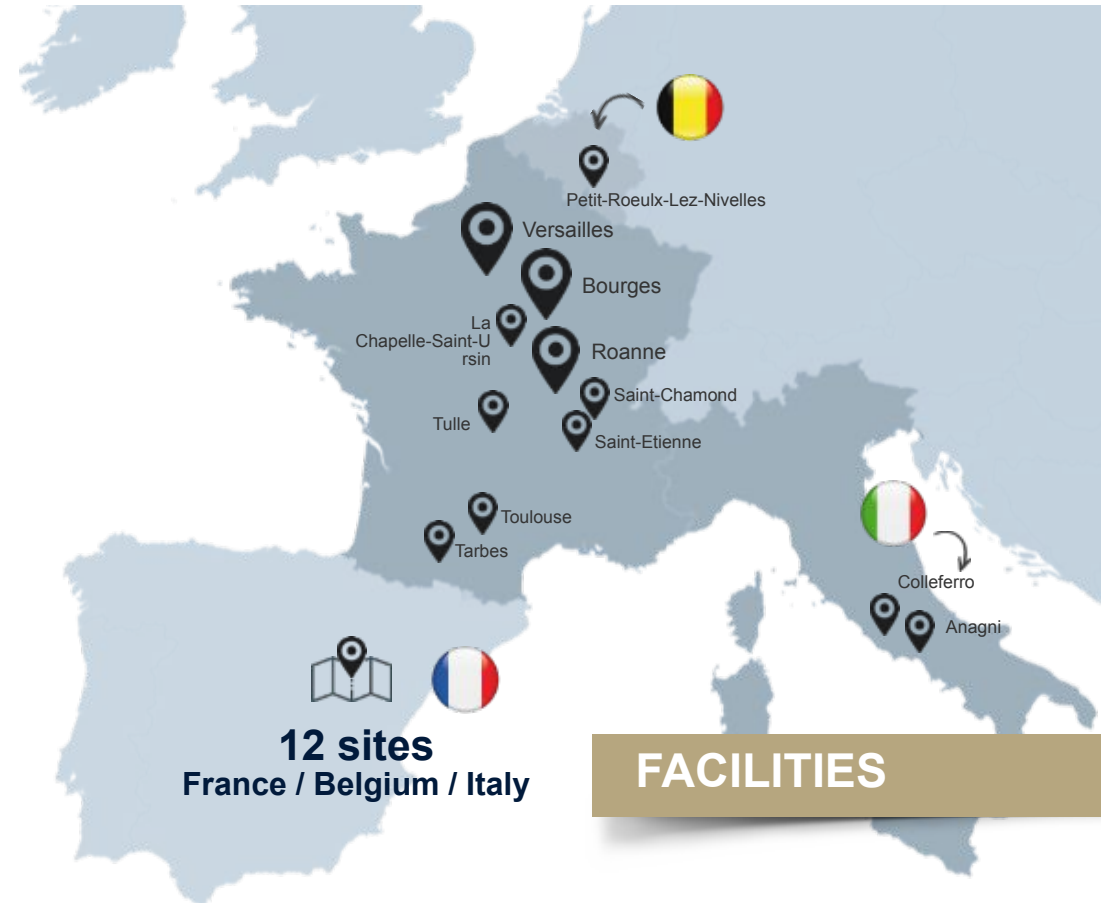 Petit-Roeulx-Lez-Nivelles
Versailles
Bourges
La
Chapelle-Saint-U
rsin
Roanne
Saint-Chamond
Tulle
Saint-Etienne
Toulouse
Tarbes
Colleferro
Anagni
12 sites
France / Belgium / Italy
FACILITIES